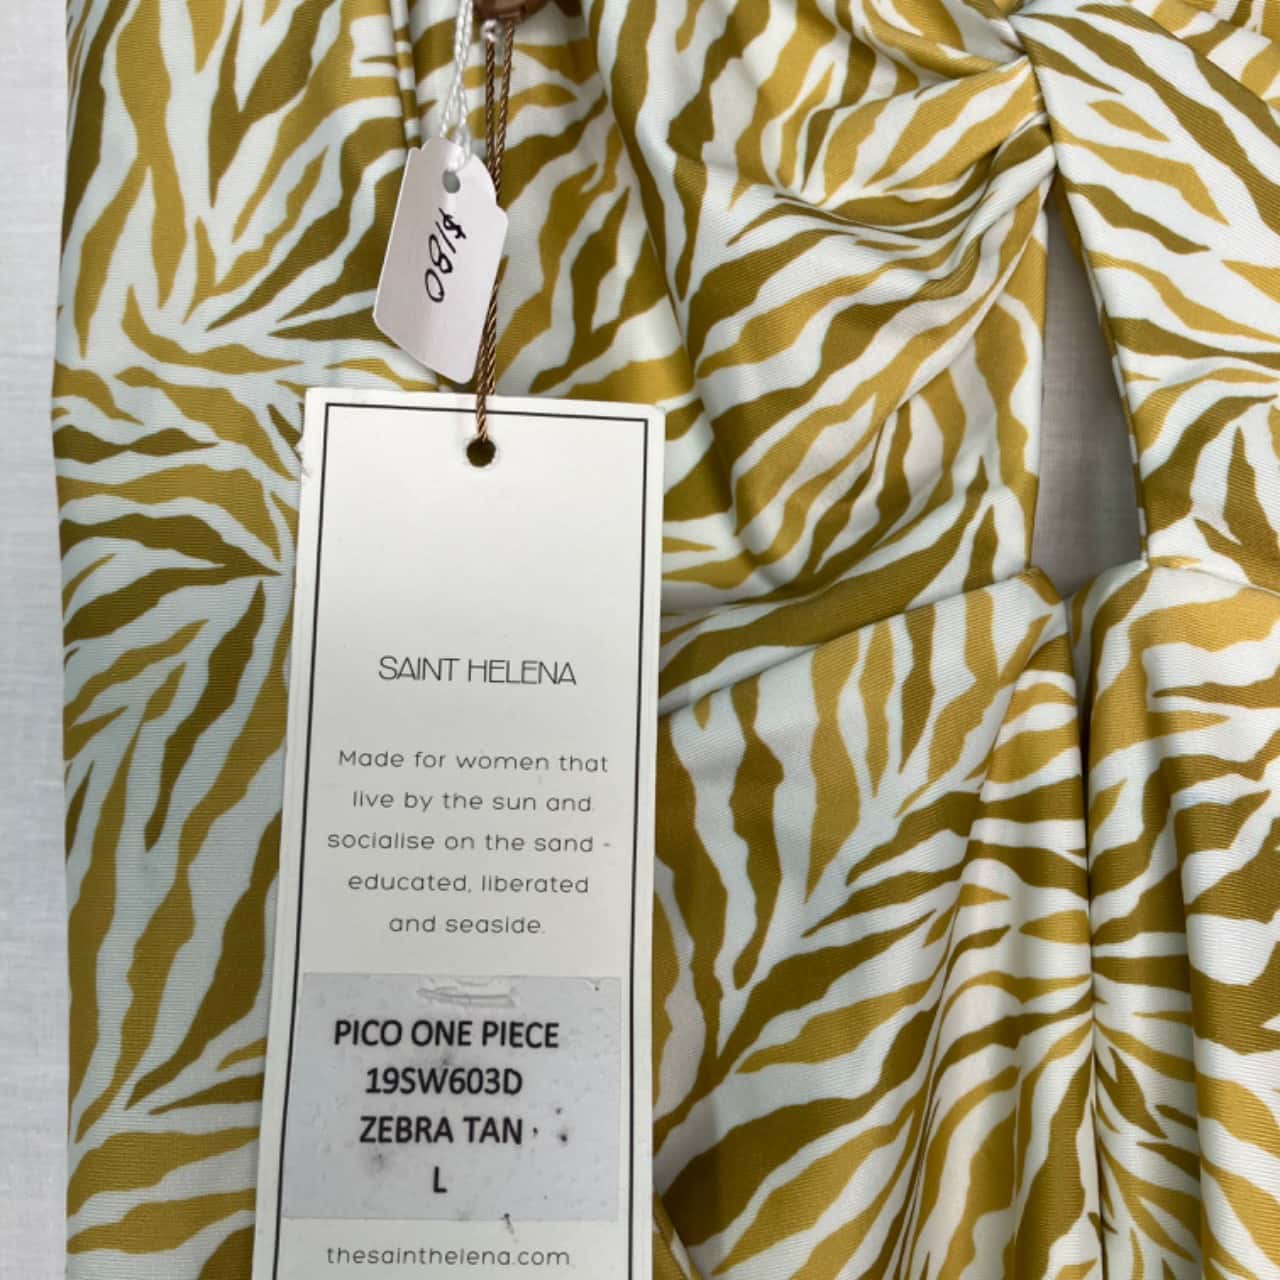 $180
SAINT HELENA
Made for women that
live by the sun and
socialise on the sand -
educated, liberated
and seaside.
PICO ONE PIECE
19SW603D
ZEBRA TAN
L
thesainthelena.com